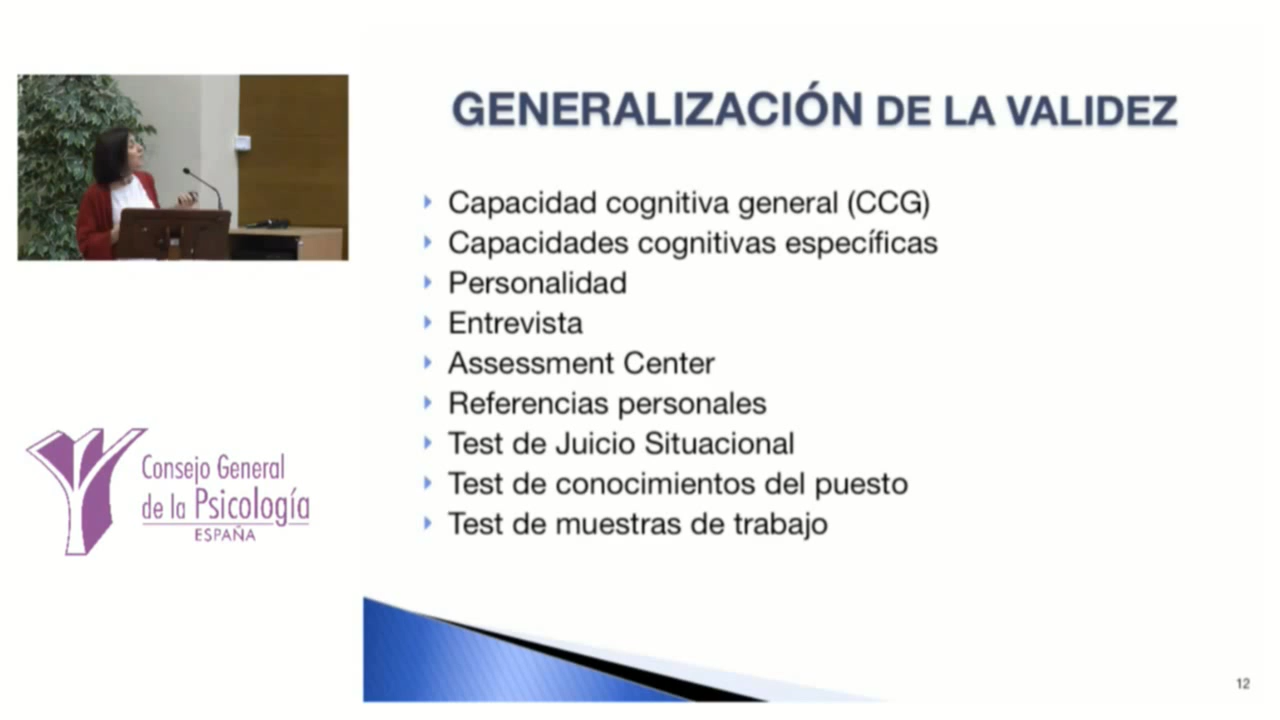 GENERALIZACIÓN DE LA VALIDEZ
Capacidad cognitiva general (CCG)
Capacidades cognitivas específicas
Personalidad
Entrevista
Assessment Center
Referencias personales
Test de Juicio Situacional
Test de conocimientos del puesto
Test de muestras de trabajo
Consejo General
de la Psicología
ESPAÑA
12